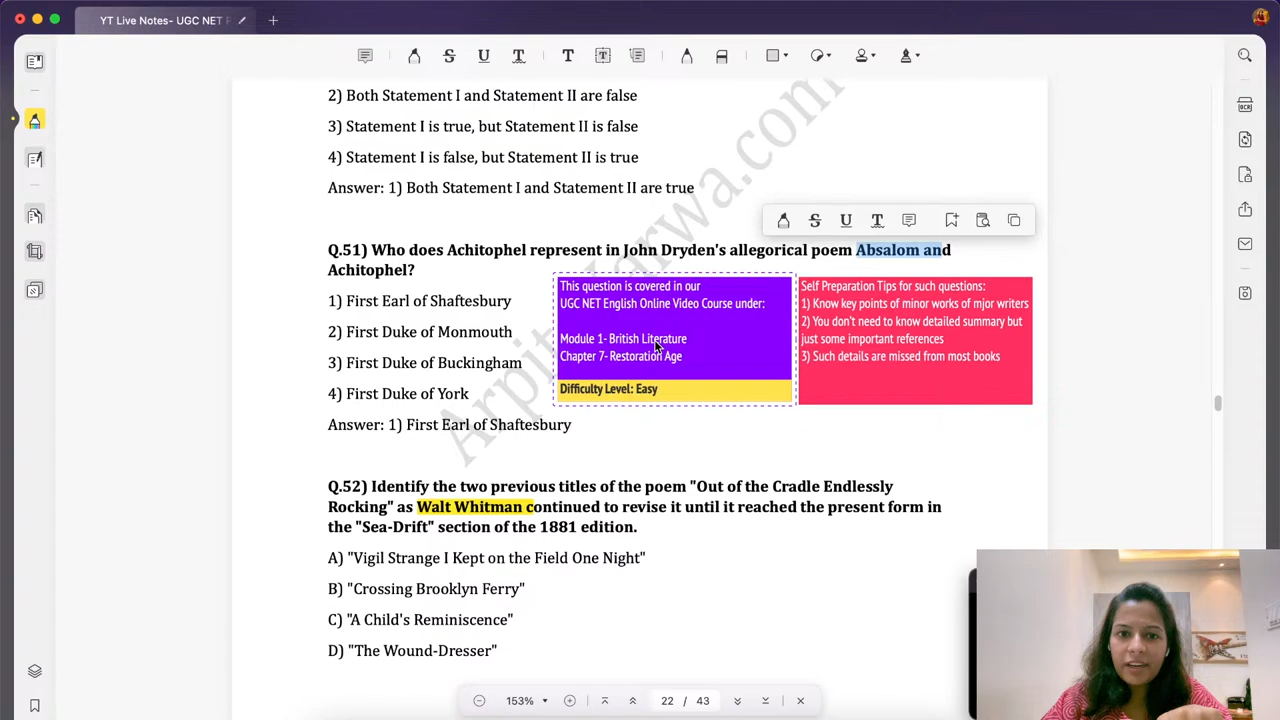 YT Live Notes- UGC NET
2) Both Statement I and Statement II are false
3) Statement I is true, but Statement II is false
4) Statement I is false, but Statement II is true
Answer: 1) Both Statement I and Statement II are true
Q.51) Who does Achitophel represent in John Dryden's allegorical poem Absalom and
Achitophel?
1) First Earl of Shaftesbury
2) First Duke of Monmouth
3) First Duke of Buckingham
4) First Duke of York
Answer: 1) First Earl of Shaftesbury
This question is covered in our
UGC NET English Online Video Course under:
Module 1- British Literature
Chapter 7- Restoration Age
Difficulty Level: Easy
Self Preparation Tips for such questions:
1) Know key points of minor works of mjor writers
2) You don't need to know detailed summary but
just some important references
3) Such details are missed from most books
Q.52) Identify the two previous titles of the poem "Out of the Cradle Endlessly
Rocking" as Walt Whitman continued to revise it until it reached the present form in
the "Sea-Drift" section of the 1881 edition.
A) "Vigil Strange I Kept on the Field One Night"
B) "Crossing Brooklyn Ferry"
C) "A Child's Reminiscence"
D) "The Wound-Dresser"
153%
22 / 43
OCR